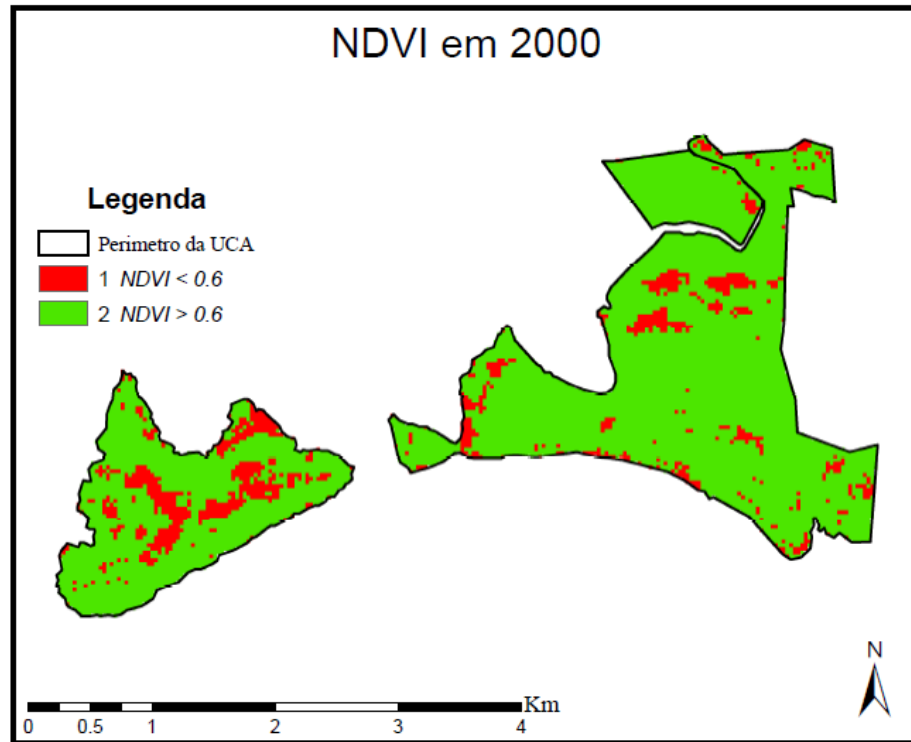 NDVI em 2000
Legenda
Perimetro da UCA
1 NDVI < 0.6
2 NDVI > 0.6
N
Km
0 0.5 1 2 3 4